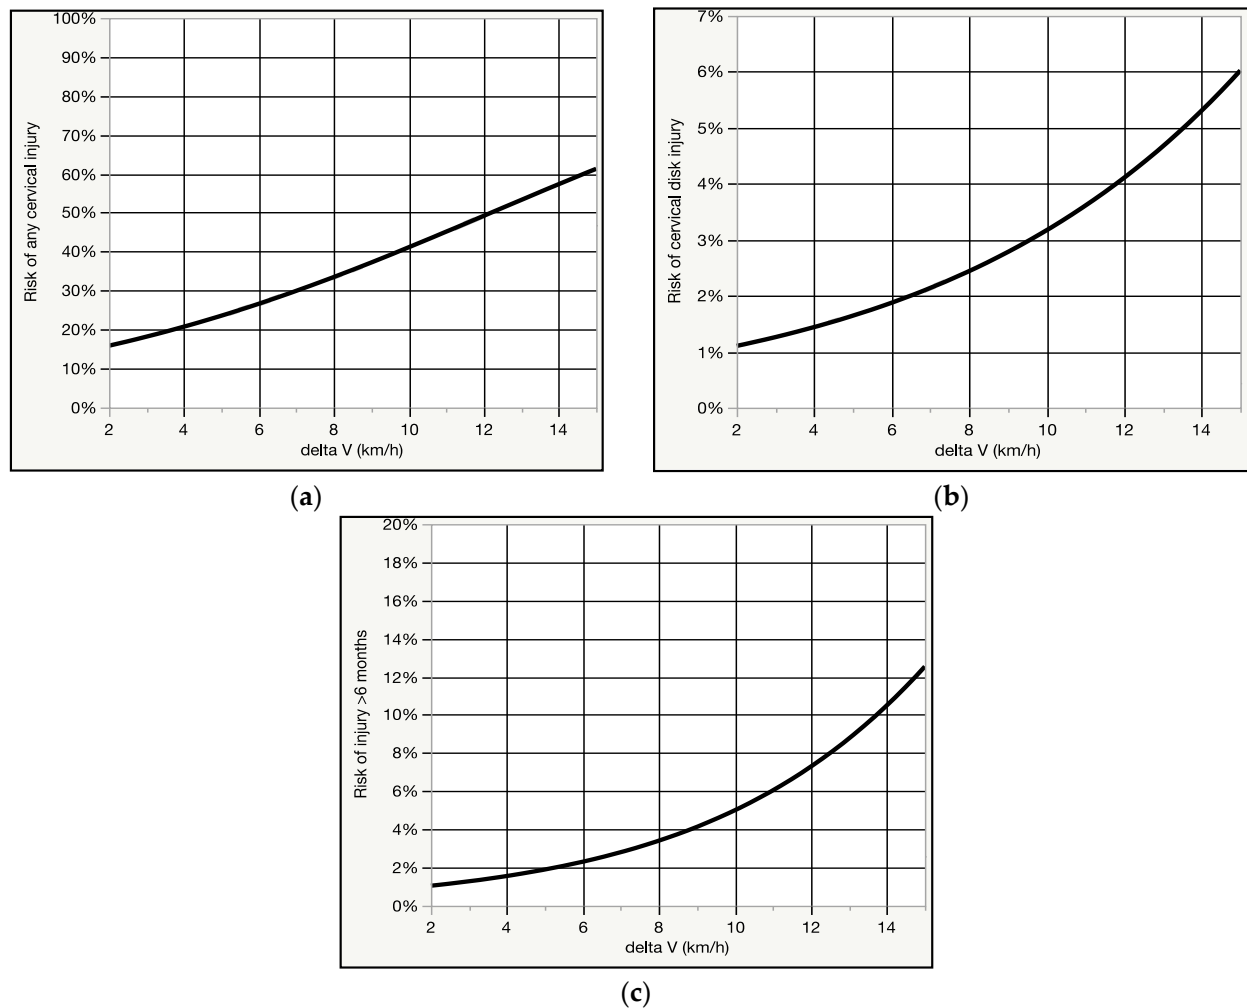 Risk of any cervical injury
100%
90%
80%
70%
60%
50%
40%
30%
20%
10%
0%
2 4 6 8 10 12 14
delta V (km/h)
(a)
Risk of cervical disk injury
7%
6%
5%
4%
3%
2%
1%
0%
2 4 6 8 10 12 14
delta V (km/h)
(b)
Risk of injury >6 months
20%
18%
16%
14%
12%
10%
8%
6%
4%
2%
0%
2 4 6 8 10 12 14
delta V (km/h)
(c)